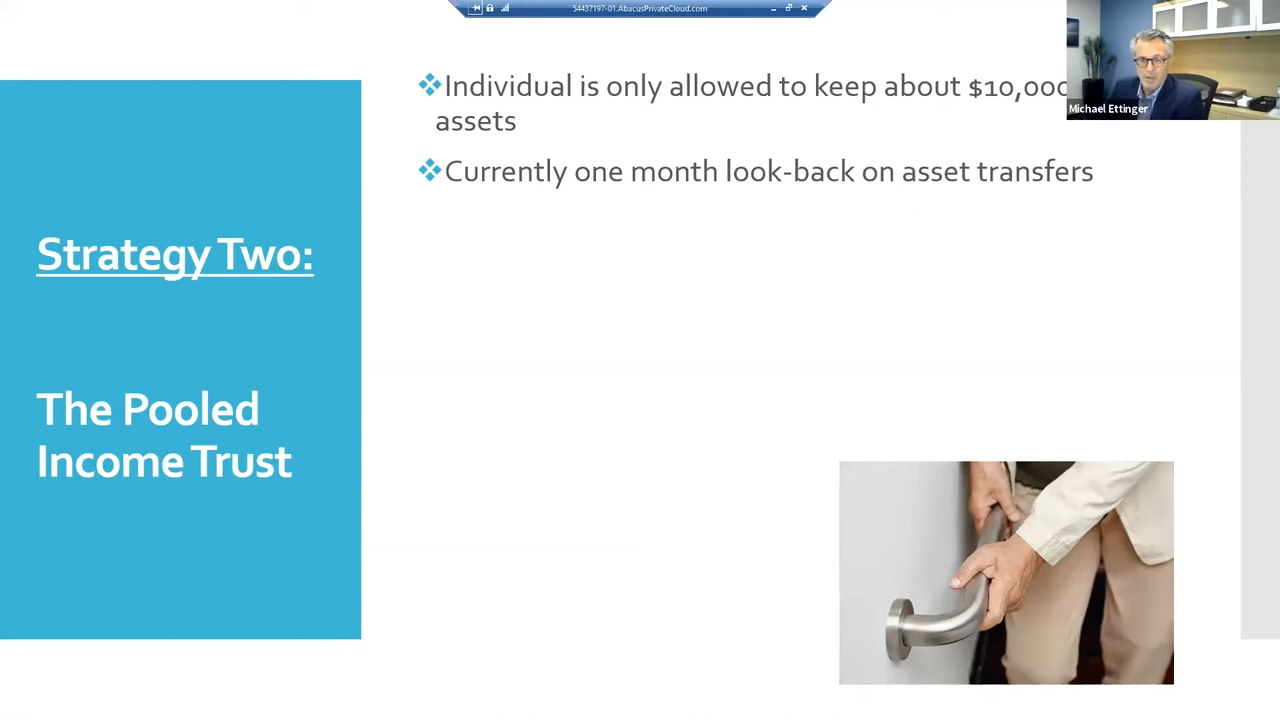 54437197-01.AbacusPrivateCloud.com
Individual is only allowed to keep about $10,000
assets
Currently one month look-back on asset transfers
Michael Ettinger
Strategy Two:
The Pooled
Income Trust